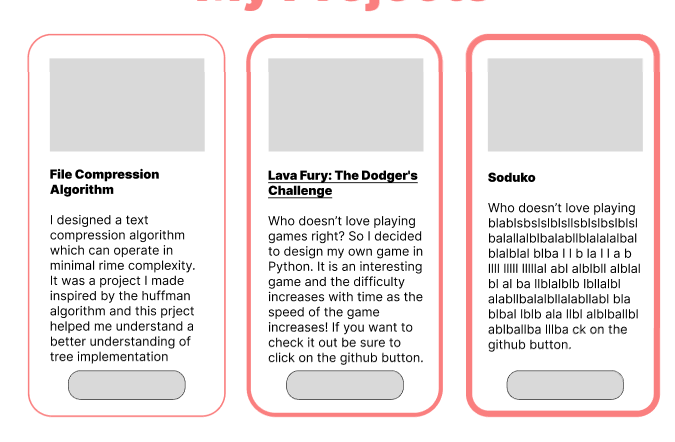 My Projects
File Compression
Algorithm
I designed a text
compression algorithm
which can operate in
minimal rime complexity.
It was a project I made
inspired by the huffman
algorithm and this prject
helped me understand a
better understanding of
tree implementation
Lava Fury: The Dodger's
Challenge
Who doesn't love playing
games right? So I decided
to design my own game in
Python. It is an interesting
game and the difficulty
increases with time as the
speed of the game
increases! If you want to
check it out be sure to
click on the github button.
Soduko
Who doesn't love playing
blablsbslslblsllsblslbslblsl
balallalblbalabllblalalalbal
blalblal blba l l b la l l a b
llll lllll lllllal abl alblbll alblal
bl al ba llblalblb lbllalbl
alabllbalalbllalabllabl bla
blbal lblb ala llbl alblballbl
ablballba lllba ck on the
github button.